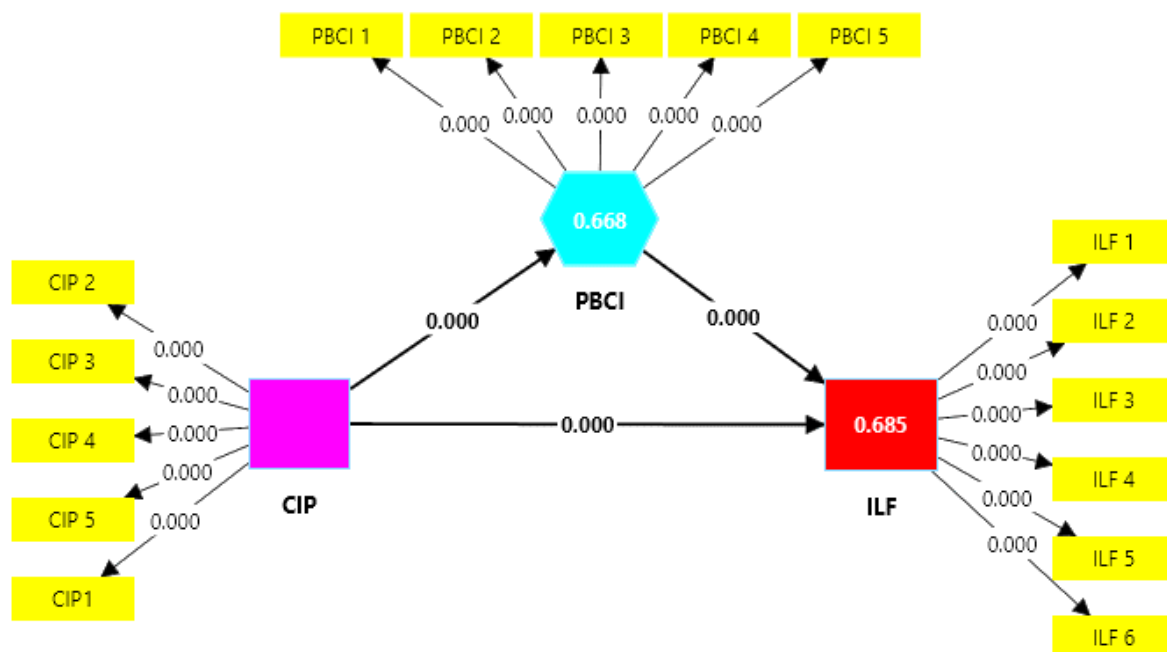 PBCI 1 PBCI 2 PBCI 3 PBCI 4 PBCI 5
0.000 0.000 0.000 0.000 0.000
0.668
PBCI
0.000 0.000
CIP 2
CIP 3
CIP 4
CIP 5
CIP1
0.000
0.000
0.000
0.000
0.000
CIP
0.000
0.685
ILF
0.000
0.000
0.000
0.000
0.000
0.000
ILF 1
ILF 2
ILF 3
ILF 4
ILF 5
ILF 6